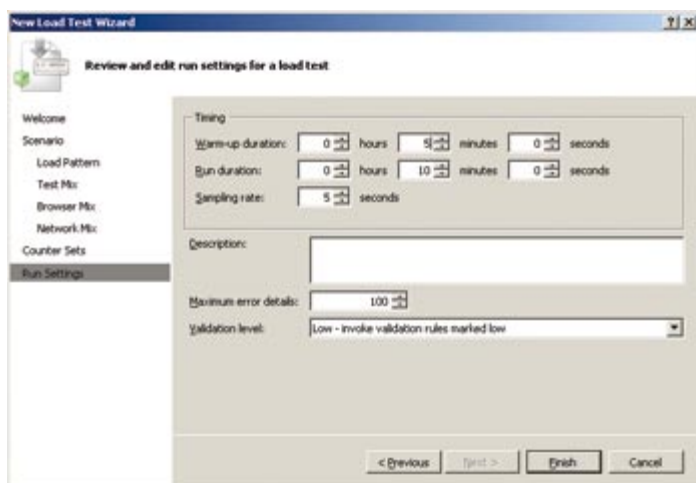 New Load Test Wizard
Review and edit run settings for a load test
Welcome
Scenario
Load Pattern
Test Mix
Browser Mix
Network Mix
Counter Sets
Run Settings
Timing
Warm-up duration: 0 hours 5 minutes 0 seconds
Run duration: 0 hours 10 minutes 0 seconds
Sampling rate: 5 seconds
Description:
Maximum error details: 100
Validation level: Low - invoke validation rules marked low
< Previous Next > Finish Cancel